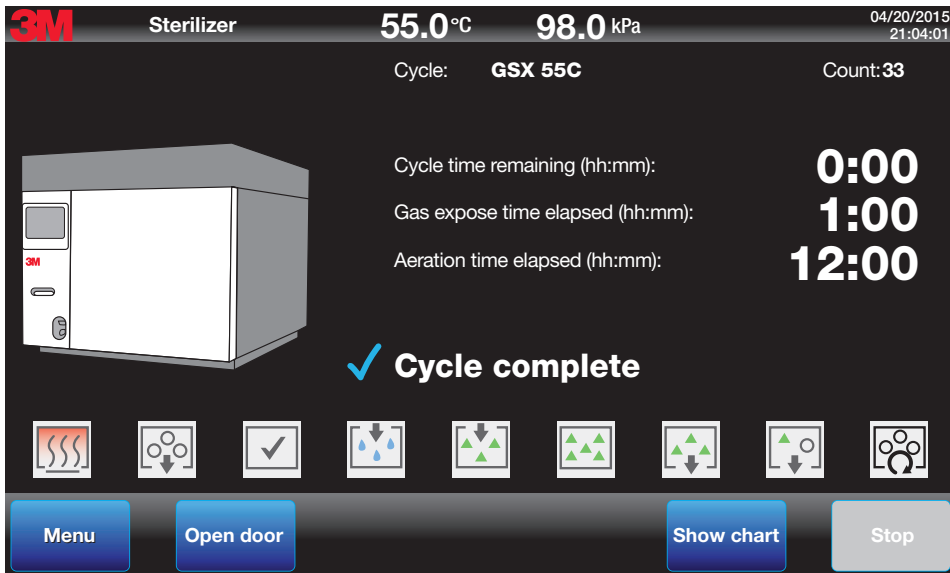 3M Sterilizer 55.0°C 98.0 kPa 04/20/2015
21:04:01
Cycle: GSX 55C Count:33
Cycle time remaining (hh:mm): 0:00
Gas expose time elapsed (hh:mm): 1:00
Aeration time elapsed (hh:mm): 12:00
3M
Cycle complete
Menu Open door Show chart Stop